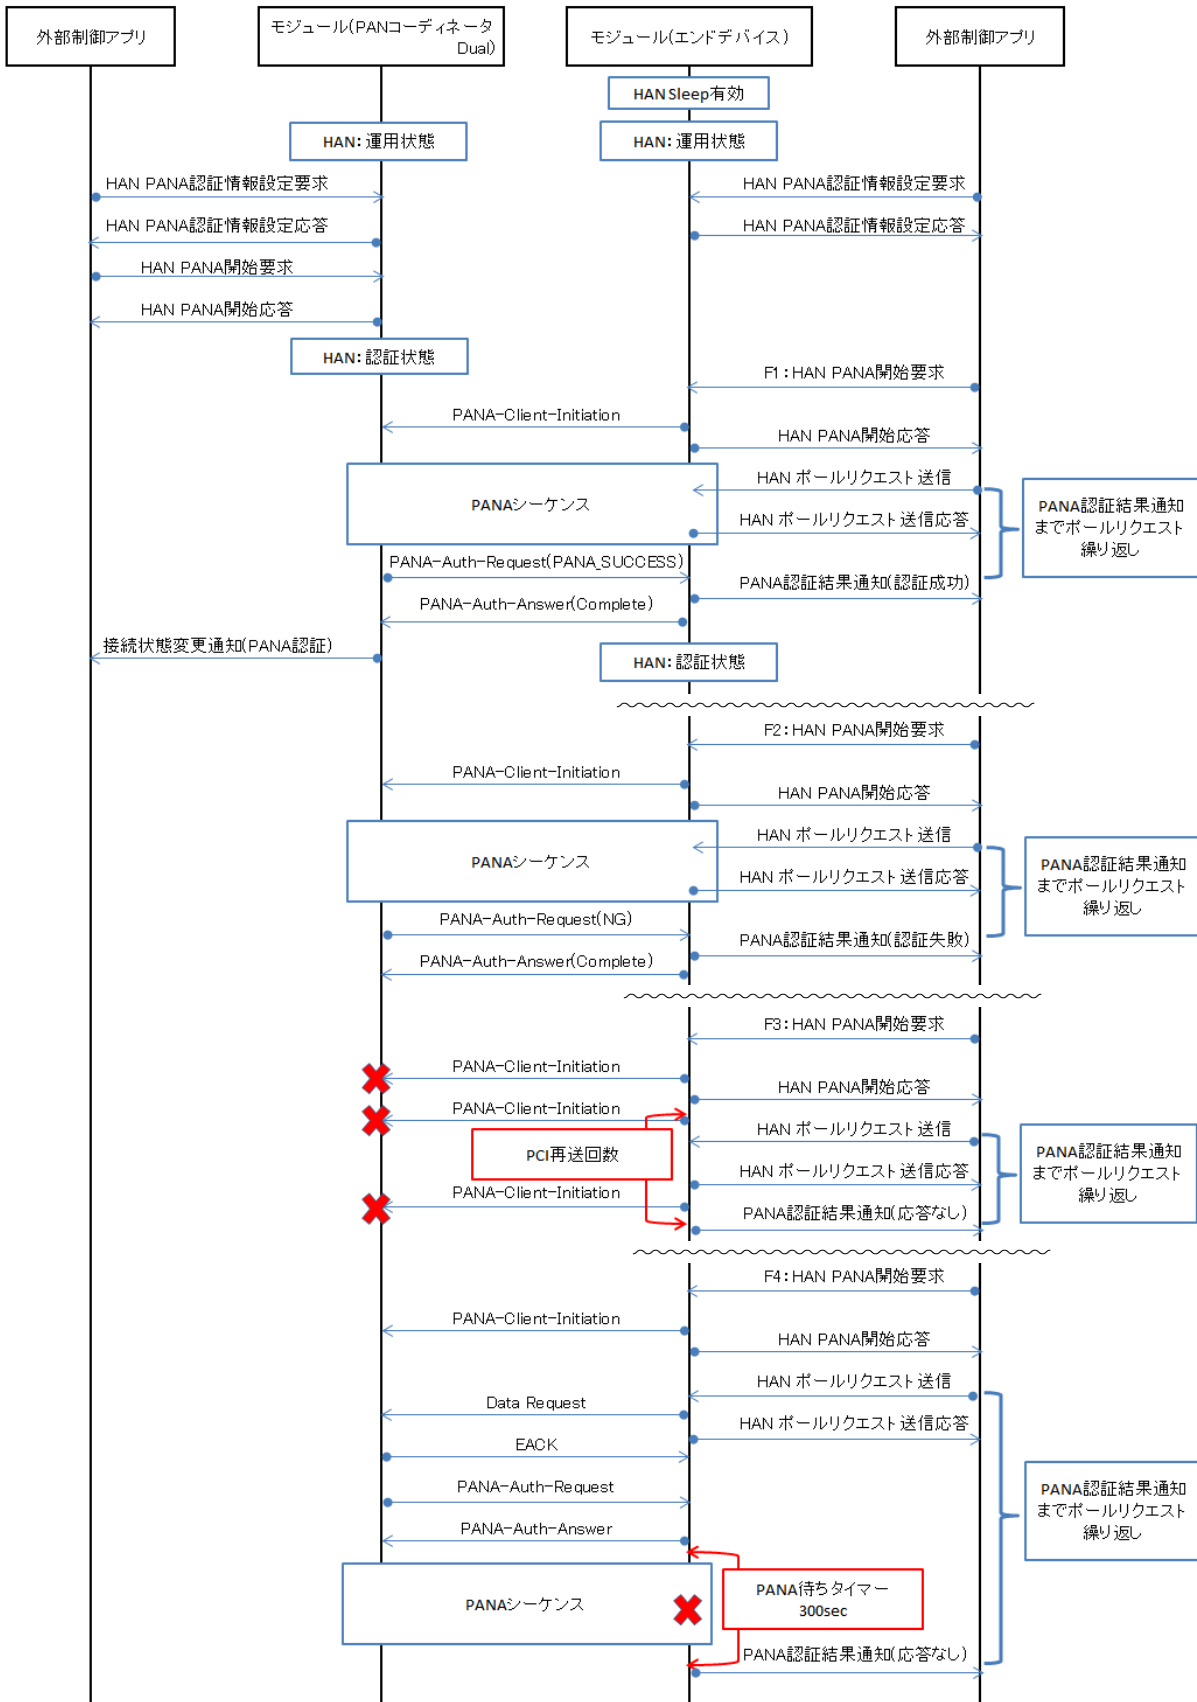 外部制御アプリ
モジュール(PANコーディネータ
Dual)
モジュール(エンドデバイス)
外部制御アプリ
HAN Sleep有効
HAN：運用状態
HAN：運用状態
HAN PANA認証情報設定要求
HAN PANA認証情報設定要求
HAN PANA認証情報設定応答
HAN PANA認証情報設定応答
HAN PANA開始要求
HAN PANA開始応答
HAN：認証状態
F1：HAN PANA開始要求
PANA-Client-Initiation
HAN PANA開始応答
HAN ポールリクエスト送信
PANAシーケンス
HAN ポールリクエスト送信応答
PANA認証結果通知
までポールリクエスト
繰り返し
PANA-Auth-Request(PANA_SUCCESS)
PANA認証結果通知(認証成功)
PANA-Auth-Answer(Complete)
接続状態変更通知(PANA認証)
HAN：認証状態
F2：HAN PANA開始要求
PANA-Client-Initiation
HAN PANA開始応答
HAN ポールリクエスト送信
PANAシーケンス
HAN ポールリクエスト送信応答
PANA認証結果通知
までポールリクエスト
繰り返し
PANA-Auth-Request(NG)
PANA認証結果通知(認証失敗)
PANA-Auth-Answer(Complete)
F3：HAN PANA開始要求
PANA-Client-Initiation
HAN PANA開始応答
PANA-Client-Initiation
HAN ポールリクエスト送信
PCI再送回数
HAN ポールリクエスト送信応答
PANA認証結果通知
までポールリクエスト
繰り返し
PANA-Client-Initiation
PANA認証結果通知(応答なし)
F4：HAN PANA開始要求
PANA-Client-Initiation
HAN PANA開始応答
HAN ポールリクエスト送信
Data Request
HAN ポールリクエスト送信応答
EACK
PANA-Auth-Request
PANA認証結果通知
までポールリクエスト
繰り返し
PANA-Auth-Answer
PANAシーケンス
PANA待ちタイマー
300sec
PANA認証結果通知(応答なし)